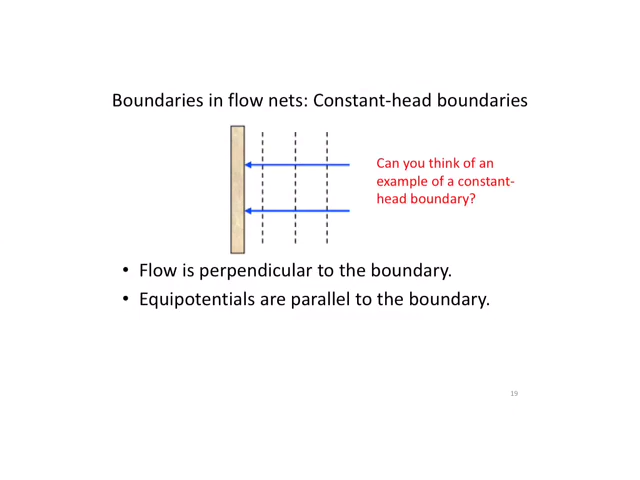 Boundaries in flow nets: Constant-head boundaries
Can you think of an
example of a constant-
head boundary?
• Flow is perpendicular to the boundary.
• Equipotentials are parallel to the boundary.
19